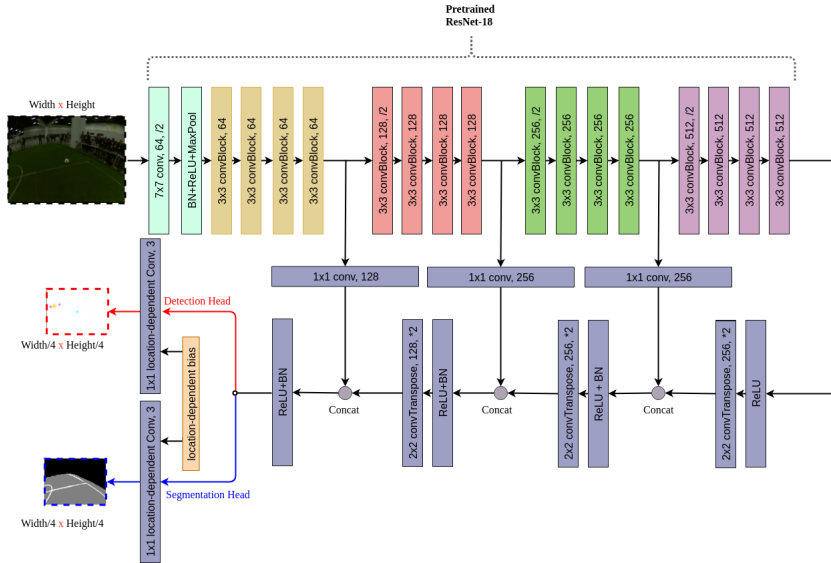 Pretrained
ResNet-18
Width x Height
7x7 conv, 64, /2
BN+ReLU+MaxPool
3x3 convBlock, 64
3x3 convBlock, 64
3x3 convBlock, 64
3x3 convBlock, 64
3x3 convBlock, 128, /2
3x3 convBlock, 128
3x3 convBlock, 128
3x3 convBlock, 128
3x3 convBlock, 256, /2
3x3 convBlock, 256
3x3 convBlock, 256
3x3 convBlock, 256
3x3 convBlock, 512, /2
3x3 convBlock, 512
3x3 convBlock, 512
3x3 convBlock, 512
1x1 conv, 128
1x1 conv, 256
1x1 conv, 256
1x1 location-dependent Conv, 3
Detection Head
Width/4 x Height/4
location-dependent bias
ReLU+BN
Concat
2x2 convTranspose, 128, *2
ReLU+BN
Concat
2x2 convTranspose, 256, *2
ReLU + BN
Concat
2x2 convTranspose, 256, *2
ReLU
1x1 location-dependent Conv, 3
Segmentation Head
Width/4 x Height/4